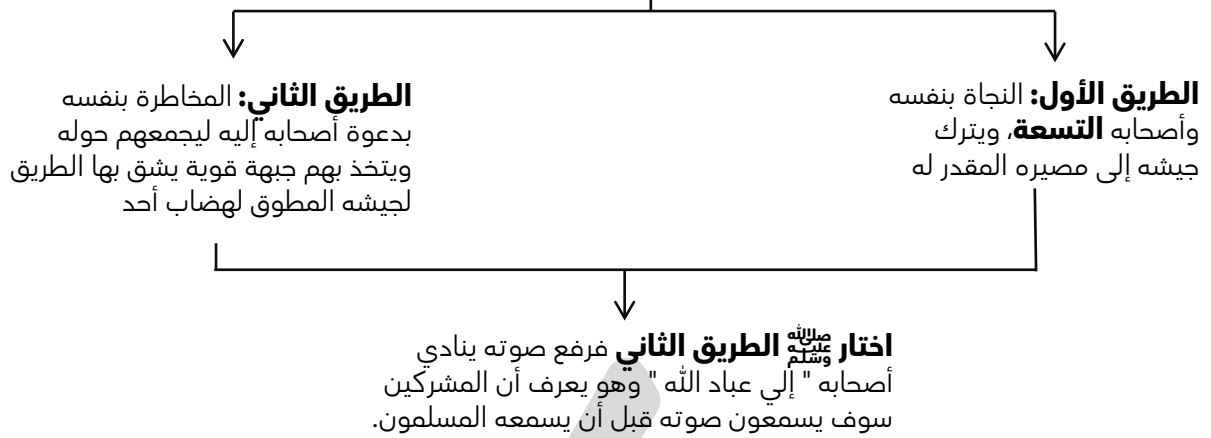 الطريق الأول: النجاة بنفسه
وأصحابه التسعة، ويترك
جيشه إلى مصيره المقدر له
الطريق الثاني: المخاطرة بنفسه
بدعوة أصحابه إليه ليجمعهم حوله
ويتخذ بهم جبهة قوية يشق بها الطريق
لجيشه المطوق لهضاب أحد
اختار ﷺ الطريق الثاني فرفع صوته ينادي
أصحابه " إلي عباد الله " وهو يعرف أن المشركين
سوف يسمعون صوته قبل أن يسمعه المسلمون.